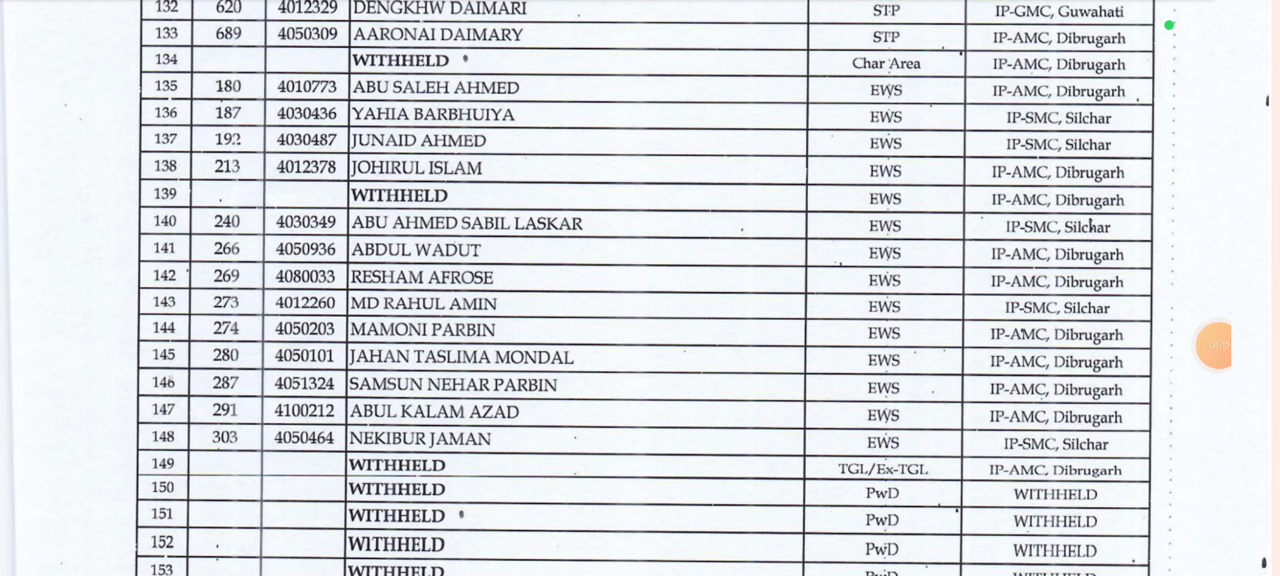 132 620 4012329 DENGKHW DAIMARI STP IP-GMC, Guwahati
133 689 4050309 AARONAI DAIMARY STP IP-AMC, Dibrugarh
134 WITHHELD Char Area IP-AMC, Dibrugarh
135 180 4010773 ABU SALEH AHMED EWS IP-AMC, Dibrugarh
136 187 4030436 YAHIA BARBHUIYA EWS IP-SMC, Silchar
137 192 4030487 JUNAID AHMED EWS IP-SMC, Silchar
138 213 4012378 JOHIRUL ISLAM EWS IP-AMC, Dibrugarh
139 WITHHELD EWS IP-AMC, Dibrugarh
140 240 4030349 ABU AHMED SABIL LASKAR EWS IP-SMC, Silchar
141 266 4050936 ABDUL WADUT EWS IP-AMC, Dibrugarh
142 269 4080033 RESHAM AFROSE EWS IP-AMC, Dibrugarh
143 273 4012260 MD RAHUL AMIN EWS IP-SMC, Silchar
144 274 4050203 MAMONI PARBIN EWS IP-AMC, Dibrugarh
145 280 4050101 JAHAN TASLIMA MONDAL EWS IP-AMC, Dibrugarh
146 287 4051324 SAMSUN NEHAR PARBIN EWS IP-AMC, Dibrugarh
147 291 4100212 ABUL KALAM AZAD EWS IP-AMC, Dibrugarh
148 303 4050464 NEKIBUR JAMAN EWS IP-SMC, Silchar
149 WITHHELD TGL/Ex-TGL IP-AMC, Dibrugarh
150 WITHHELD PwD WITHHELD
151 WITHHELD PwD WITHHELD
152 WITHHELD PwD WITHHELD
153 WITHHELD PwD WITHHELD